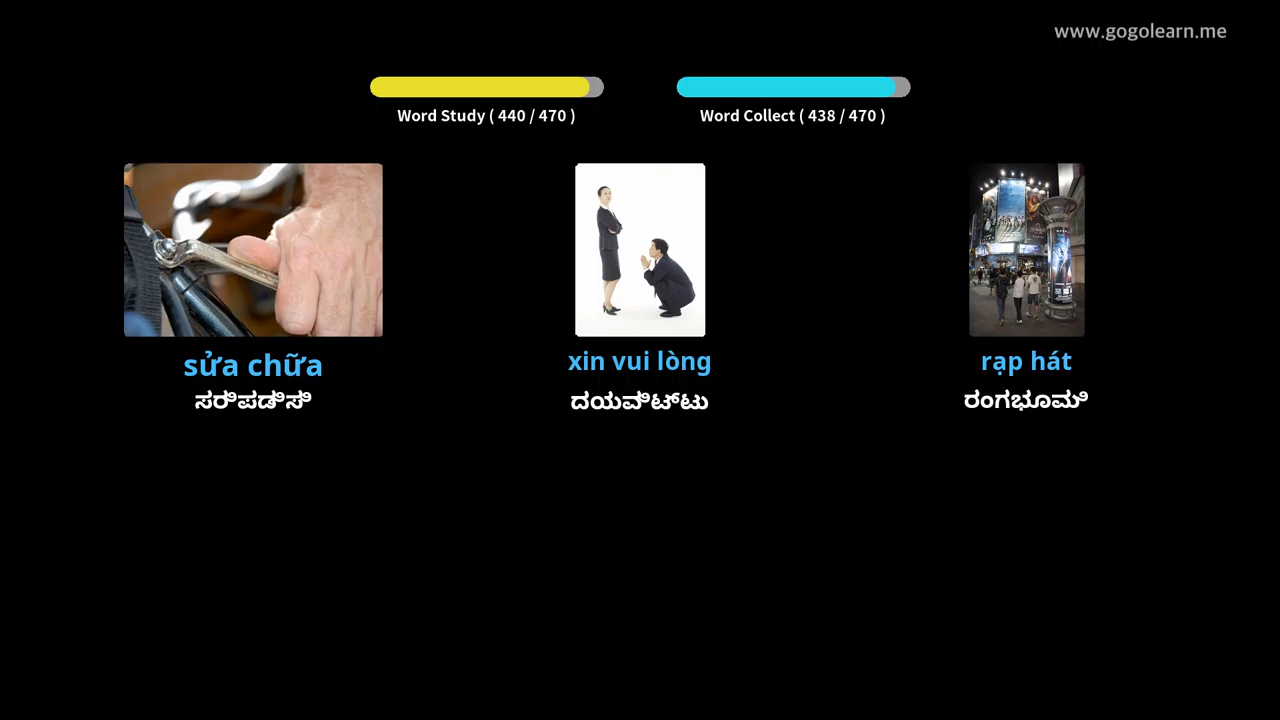 www.gogolearn.me
Word Study ( 440 / 470 )
Word Collect ( 438 / 470 )
sửa chữa
xin vui lòng
rạp hát
ಸರಿಪಡಿಸಿ
ದಯವಿಟ್ಟು
ರಂಗಭೂಮಿ